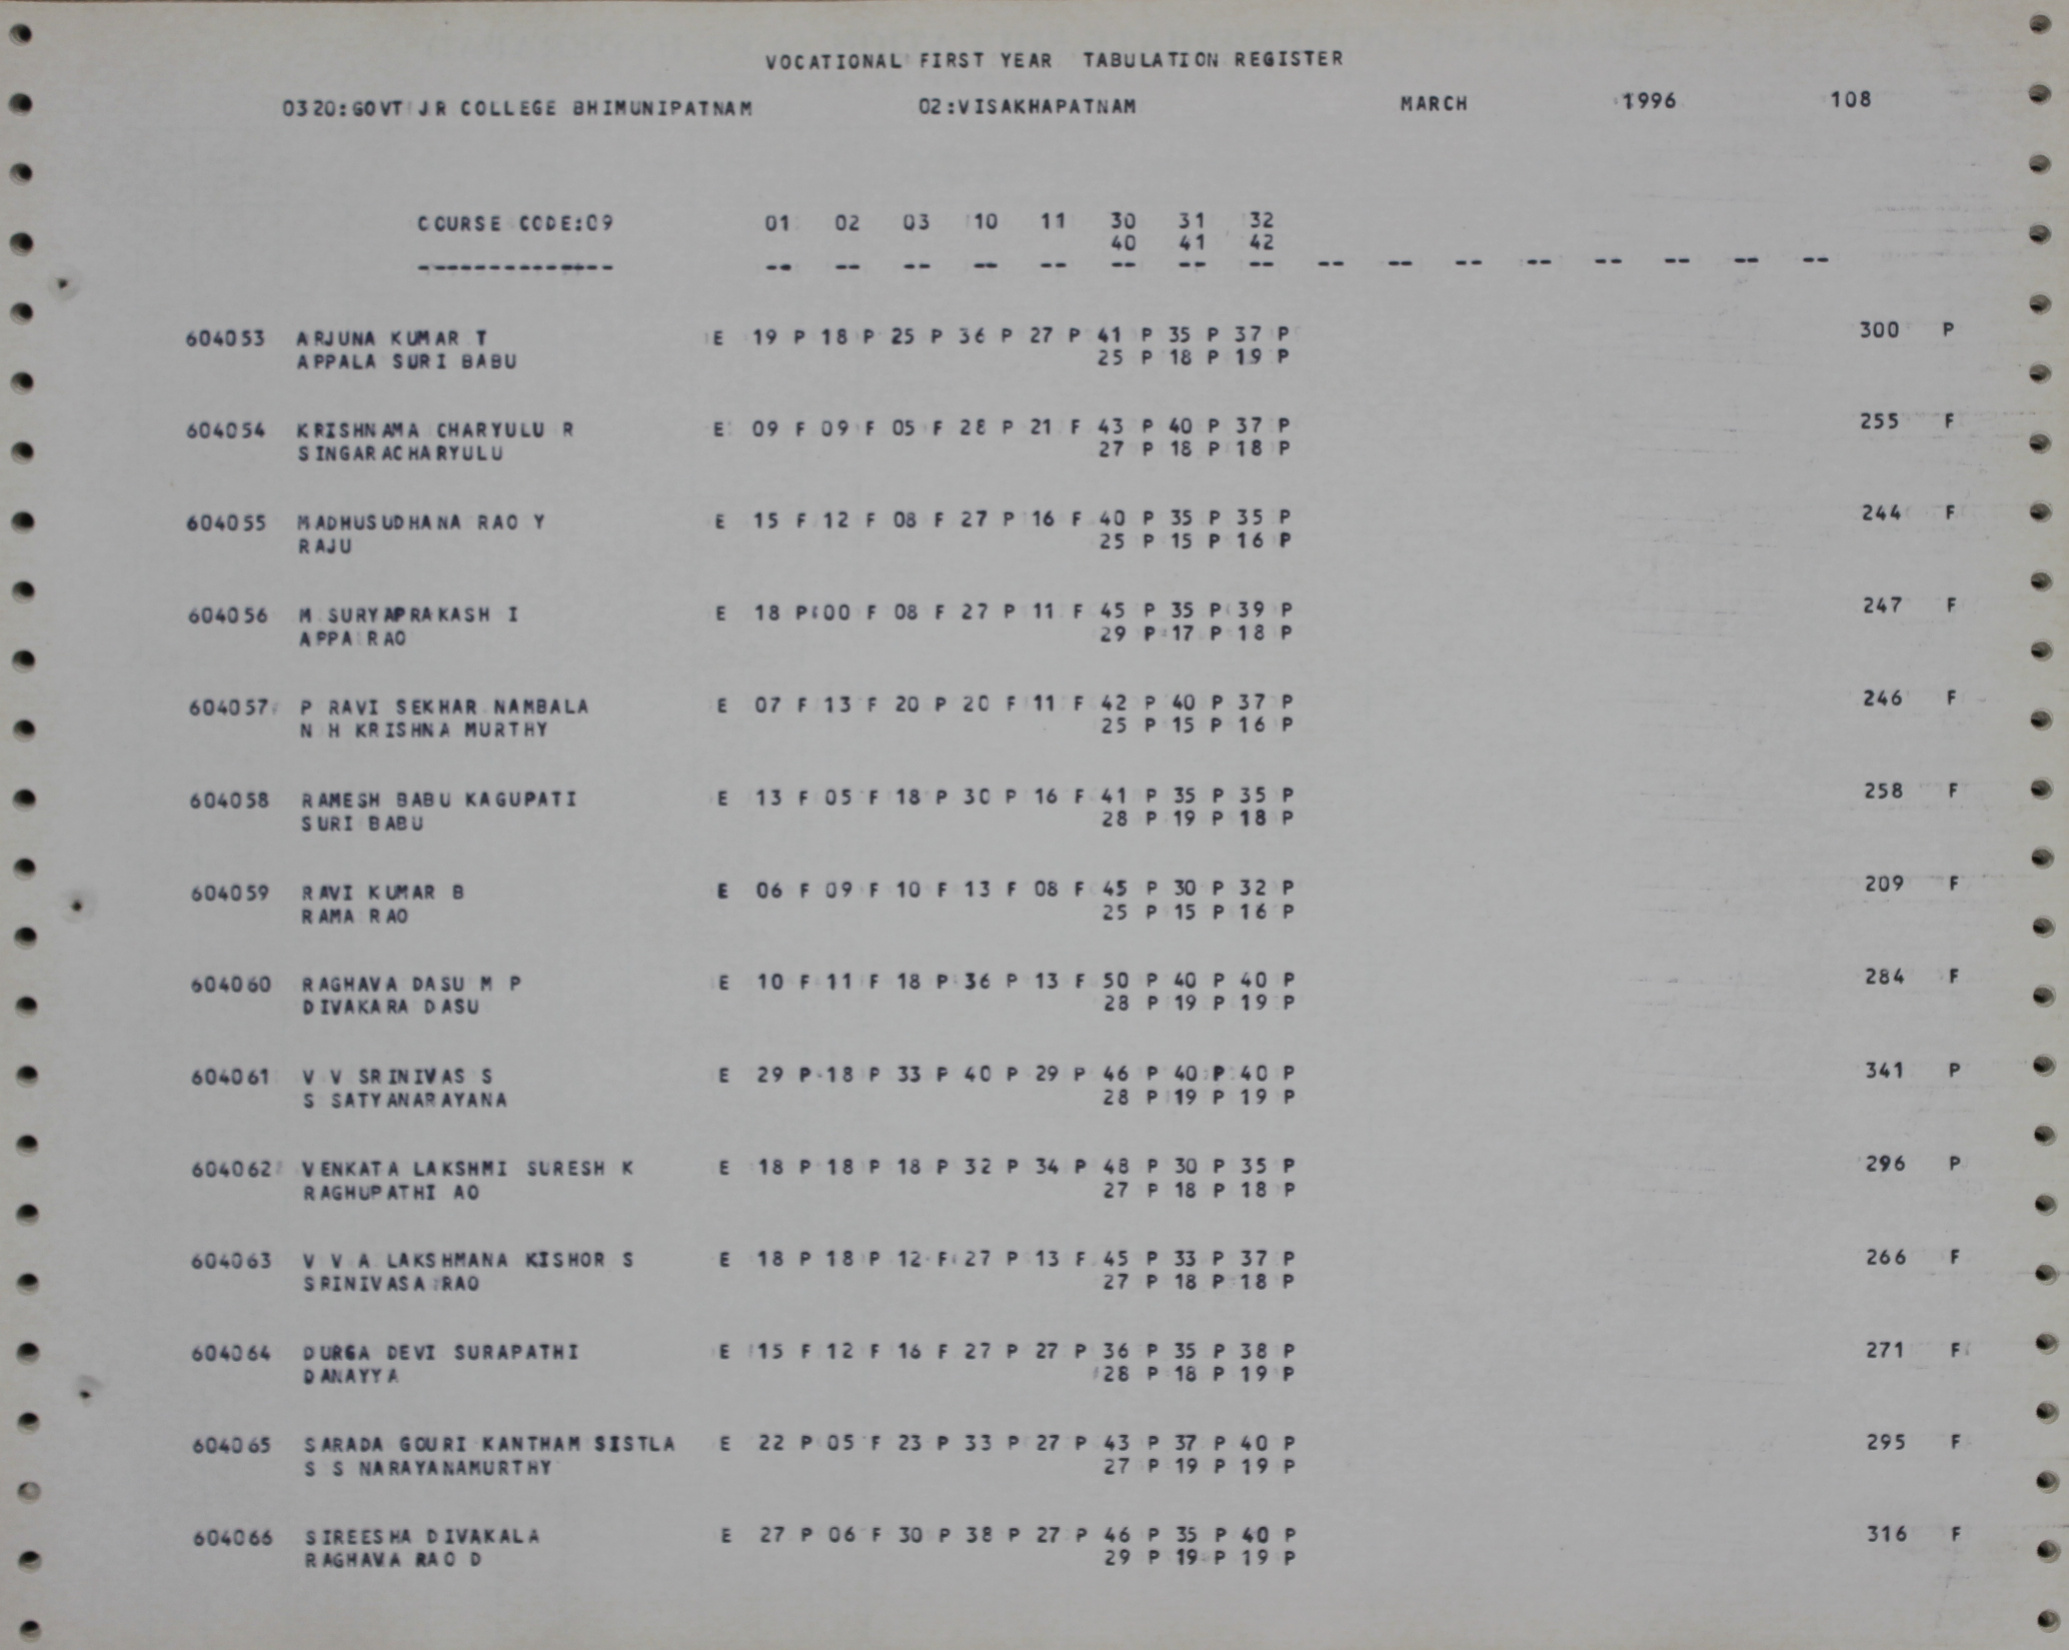 VOCATIONAL FIRST YEAR TABULATION REGISTER
0320:GOVT JR COLLEGE BHIMUNIPATNAM 02:VISAKHAPATNAM MARCH 1996 108
COURSE CODE:09 01 02 03 10 11 30 31 32
40 41 42
-------------- -- -- -- -- -- -- -- -- -- -- -- -- -- -- -- --
604053 ARJUNA KUMAR T E 19 P 18 P 25 P 36 P 27 P 41 P 35 P 37 P 300 P
APPALA SURI BABU 25 P 18 P 19 P
604054 KRISHNAMA CHARYULU R E 09 F 09 F 05 F 28 P 21 F 43 P 40 P 37 P 255 F
SINGARACHARYULU 27 P 18 P 18 P
604055 MADHUSUDHANA RAO Y E 15 F 12 F 08 F 27 P 16 F 40 P 35 P 35 P 244 F
RAJU 25 P 15 P 16 P
604056 M SURYAPRAKASH I E 18 P 00 F 08 F 27 P 11 F 45 P 35 P 39 P 247 F
APPA RAO 29 P 17 P 18 P
604057 P RAVI SEKHAR NAMBALA E 07 F 13 F 20 P 20 F 11 F 42 P 40 P 37 P 246 F
N H KRISHNA MURTHY 25 P 15 P 16 P
604058 RAMESH BABU KAGUPATI E 13 F 05 F 18 P 30 P 16 F 41 P 35 P 35 P 258 F
SURI BABU 28 P 19 P 18 P
604059 RAVI KUMAR B E 06 F 09 F 10 F 13 F 08 F 45 P 30 P 32 P 209 F
RAMA RAO 25 P 15 P 16 P
604060 RAGHAVA DASU M P E 10 F 11 F 18 P 36 P 13 F 50 P 40 P 40 P 284 F
DIVAKARA DASU 28 P 19 P 19 P
604061 V V SRINIVAS S E 29 P 18 P 33 P 40 P 29 P 46 P 40 P 40 P 341 P
S SATYANARAYANA 28 P 19 P 19 P
604062 VENKATA LAKSHMI SURESH K E 18 P 18 P 18 P 32 P 34 P 48 P 30 P 35 P 296 P
RAGHUPATHI AO 27 P 18 P 18 P
604063 V V A LAKSHMANA KISHOR S E 18 P 18 P 12 F 27 P 13 F 45 P 33 P 37 P 266 F
SRINIVASA RAO 27 P 18 P 18 P
604064 DURGA DEVI SURAPATHI E 15 F 12 F 16 F 27 P 27 P 36 P 35 P 38 P 271 F
DANAYYA 28 P 18 P 19 P
604065 SARADA GOURI KANTHAM SISTLA E 22 P 05 F 23 P 33 P 27 P 43 P 37 P 40 P 295 F
S S NARAYANAMURTHY 27 P 19 P 19 P
604066 SIREESHA DIVAKALA E 27 P 06 F 30 P 38 P 27 P 46 P 35 P 40 P 316 F
RAGHAVA RAO D 29 P 19 P 19 P